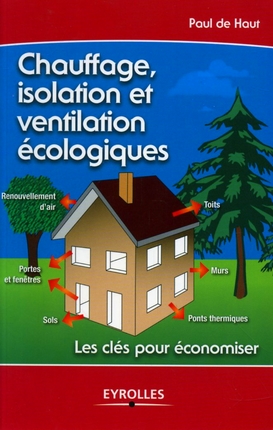 Paul de Haut
Chauffage,
isolation et
ventilation
écologiques
Renouvellement
d'air
Toits
Portes
et fenêtres
Murs
Sols
Ponts thermiques
Les clés pour économiser
EYROLLES